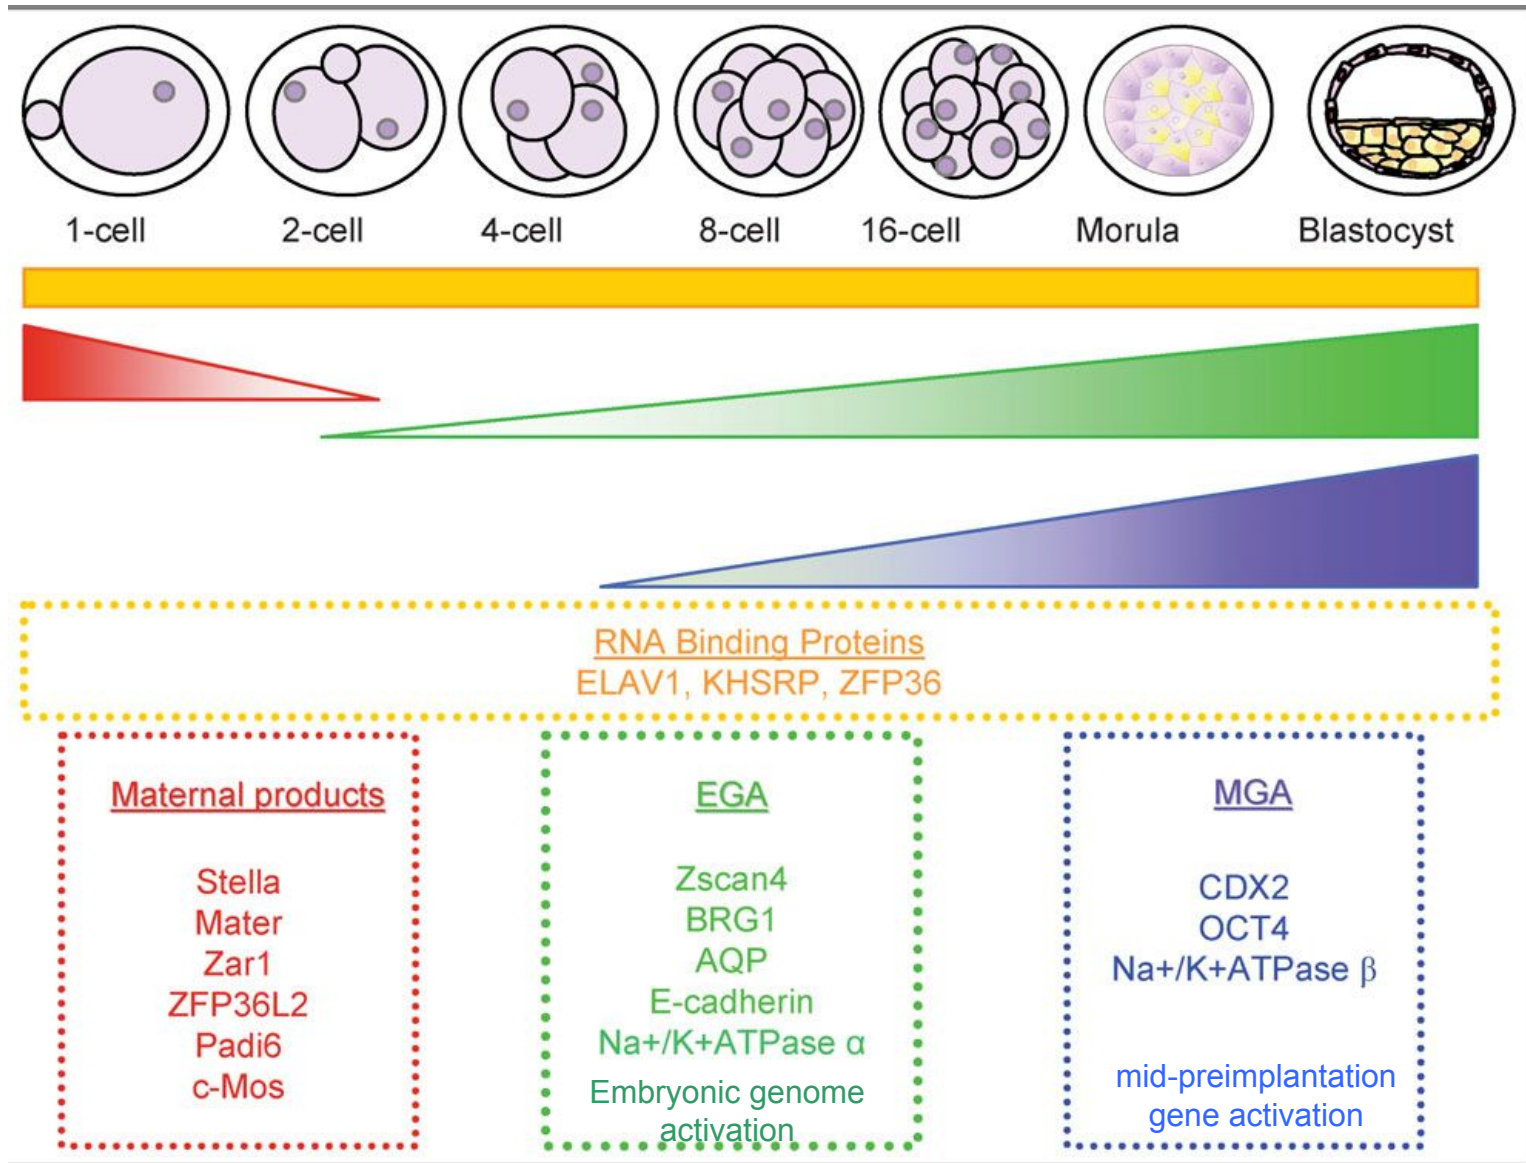 1-cell
2-cell
4-cell
8-cell
16-cell
Morula
Blastocyst
RNA Binding Proteins
ELAV1, KHSRP, ZFP36
Maternal products
Stella
Mater
Zar1
ZFP36L2
Padi6
c-Mos
EGA
Zscan4
BRG1
AQP
E-cadherin
Na+/K+ATPase α
Embryonic genome
activation
MGA
CDX2
OCT4
Na+/K+ATPase β
mid-preimplantation
gene activation